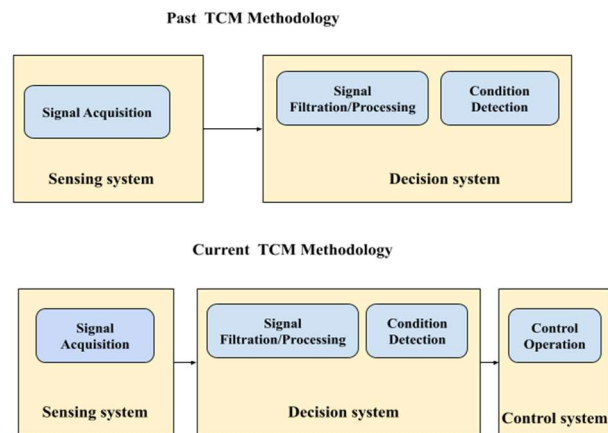 Past TCM Methodology
Signal Acquisition
Sensing system
Signal
Filtration/Processing
Condition
Detection
Decision system
Current TCM Methodology
Signal
Acquisition
Sensing system
Signal
Filtration/Processing
Condition
Detection
Decision system
Control
Operation
Control system